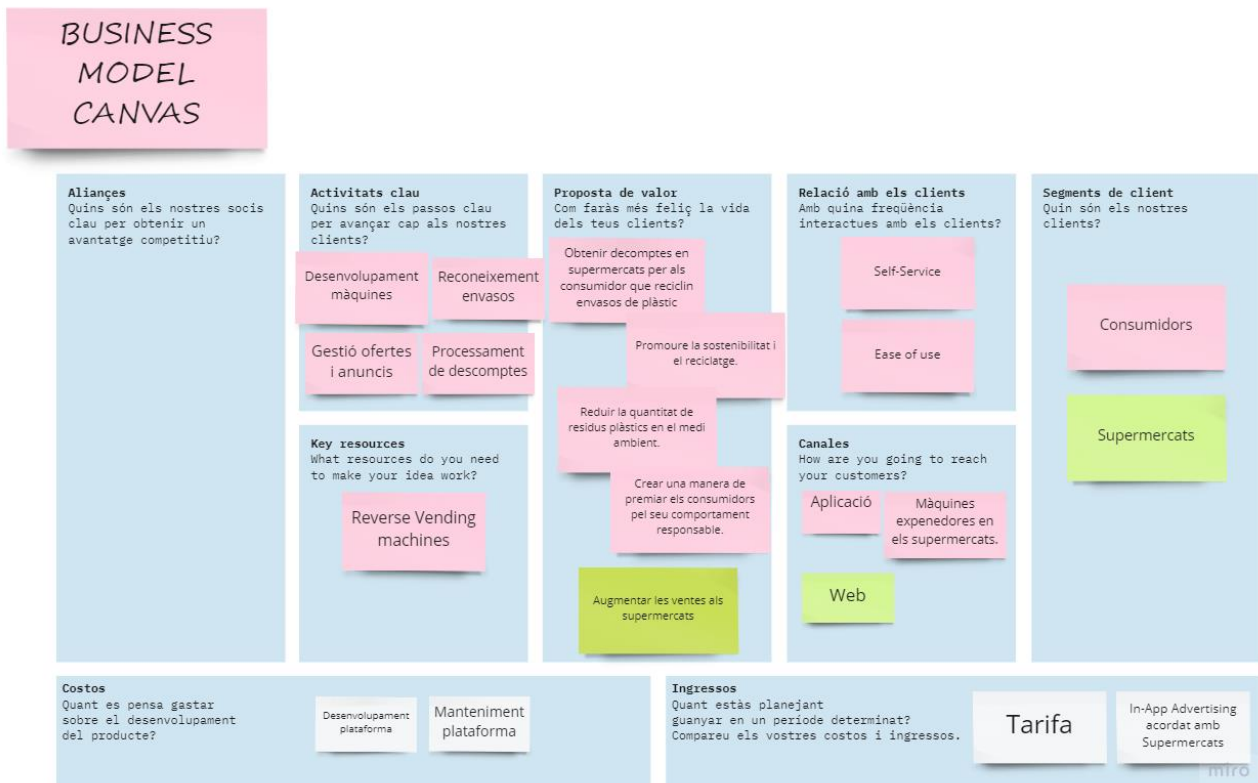 BUSINESS
MODEL
CANVAS
Aliançes
Quins són els nostres socis
clau per obtenir un
avantatge competitiu?
Activitats clau
Quins són els passos clau
per avançar cap als nostres
clients?
Desenvolupament
màquines
Reconeixement
envasos
Gestió ofertes
i anuncis
Processament
de descomptes
Key resources
What resources do you need
to make your idea work?
Reverse Vending
machines
Proposta de valor
Com faràs més feliç la vida
dels teus clients?
Obtenir decomptes en
supermercats per als
consumidor que reciclin
envasos de plàstic
Promoure la sostenibilitat i
el reciclatge.
Reduir la quantitat de
residus plàstics en el medi
ambient.
Crear una manera de
premiar els consumidors
pel seu comportament
responsable.
Augmentar les ventes als
supermercats
Relació amb els clients
Amb quina freqüència
interactues amb els clients?
Self-Service
Ease of use
Canales
How are you going to reach
your customers?
Aplicació
Màquines
expenedores en
els supermercats.
Web
Segments de client
Quin són els nostres
clients?
Consumidors
Supermercats
Costos
Quant es pensa gastar
sobre el desenvolupament
del producte?
Desenvolupament
plataforma
Manteniment
plataforma
Ingressos
Quant estàs planejant
guanyar en un període determinat?
Compareu els vostres costos i ingressos.
Tarifa
In-App Advertising
acordat amb
Supermercats
miro